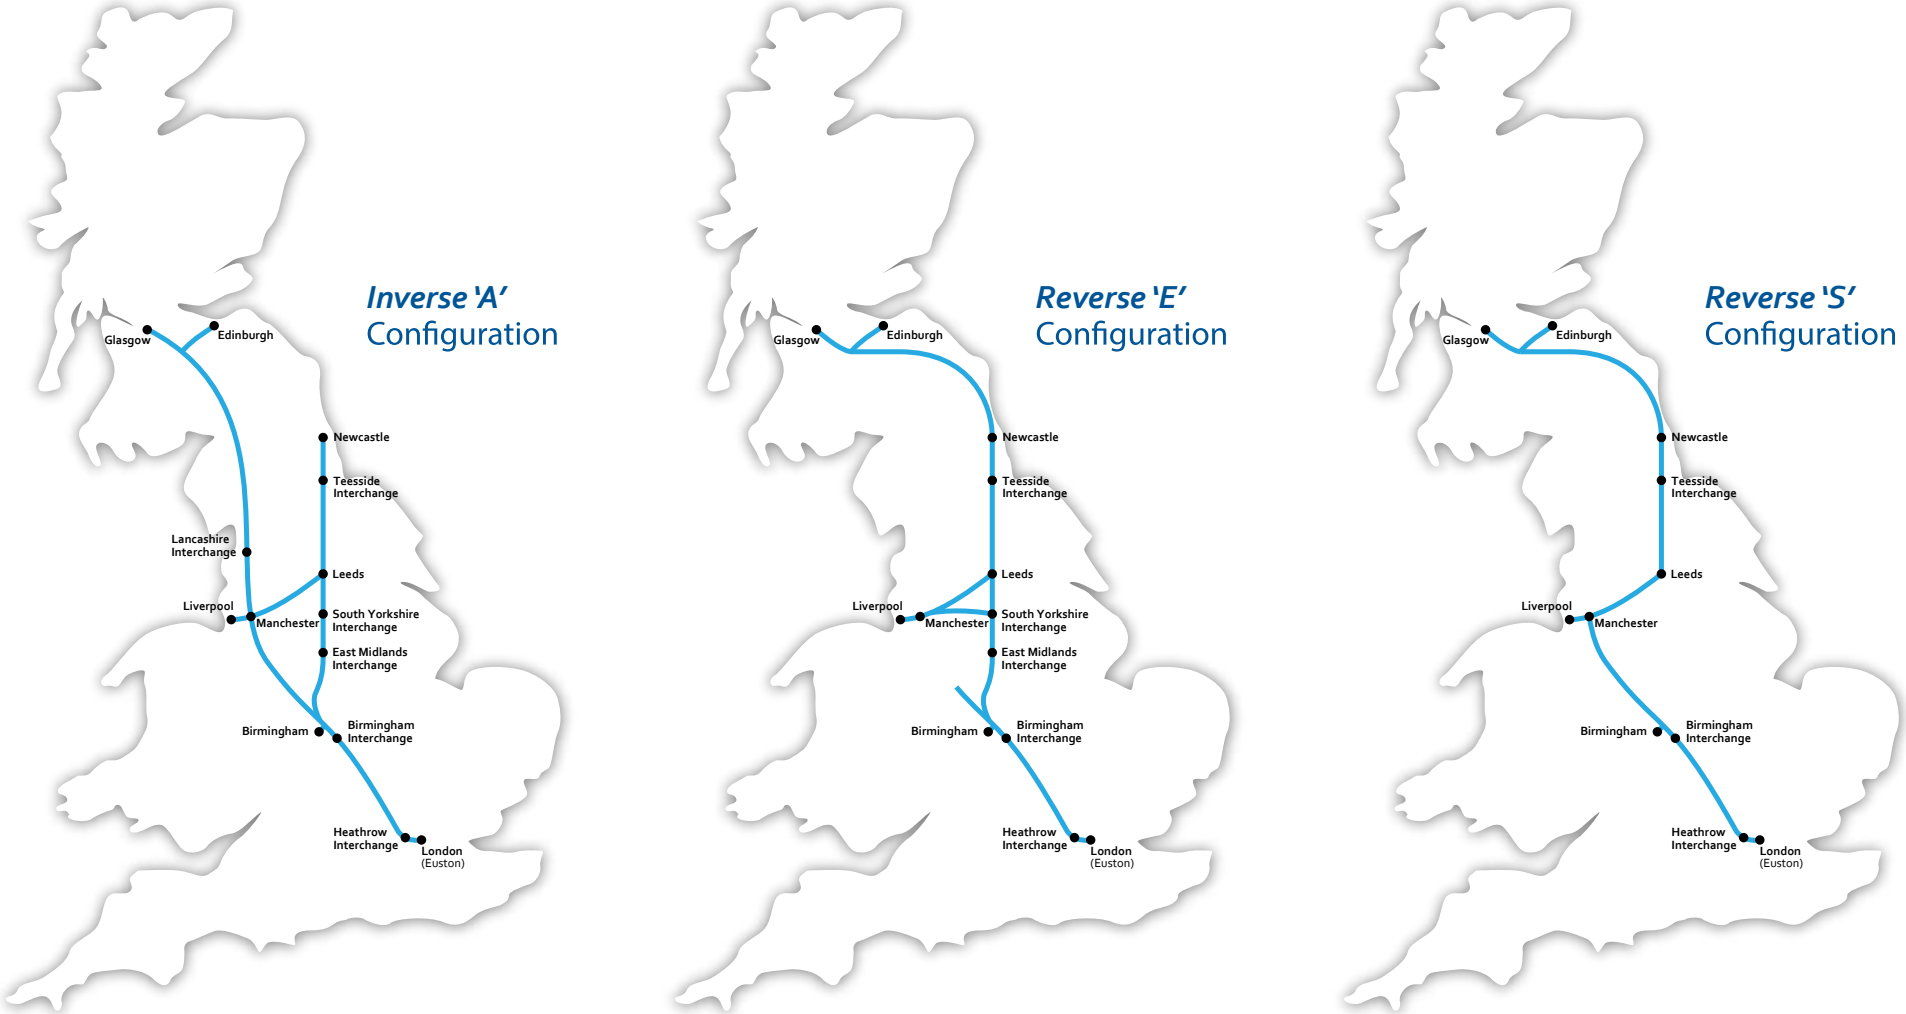 Inverse ‘A’
Configuration
Glasgow
Edinburgh
Newcastle
Teesside
Interchange
Lancashire
Interchange
Leeds
Liverpool
Manchester
South Yorkshire
Interchange
East Midlands
Interchange
Birmingham
Birmingham
Interchange
Heathrow
Interchange
London
(Euston)
Reverse ‘E’
Configuration
Glasgow
Edinburgh
Newcastle
Teesside
Interchange
Leeds
Liverpool
Manchester
South Yorkshire
Interchange
East Midlands
Interchange
Birmingham
Birmingham
Interchange
Heathrow
Interchange
London
(Euston)
Reverse ‘S’
Configuration
Glasgow
Edinburgh
Newcastle
Teesside
Interchange
Leeds
Liverpool
Manchester
Birmingham
Birmingham
Interchange
Heathrow
Interchange
London
(Euston)